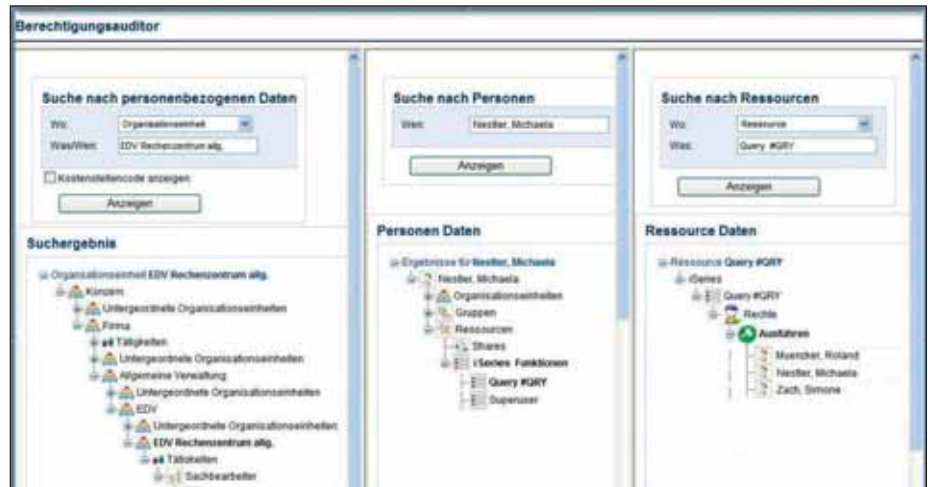 Berechtigungsauditor
Suche nach personenbezogenen Daten
Wo: Organisationseinheit
Was/Wen: EDV Rechenzentrum allg.
Kostenstellencode anzeigen
Anzeigen
Suchergebnis
Organisationseinheit EDV Rechenzentrum allg.
Konzern
Untergeordnete Organisationseinheiten
Firma
Tätigkeiten
Untergeordnete Organisationseinheiten
Allgemeine Verwaltung
Untergeordnete Organisationseinheiten
EDV
Untergeordnete Organisationseinheiten
EDV Rechenzentrum allg.
Tätigkeiten
Sachbearbeiter
Suche nach Personen
Wen: Nestler, Michaela
Anzeigen
Personen Daten
Ergebnisse für Nestler, Michaela
Nestler, Michaela
Organisationseinheiten
Gruppen
Ressourcen
Shares
iSeries Funktionen
Query #QRY
Superuser
Suche nach Ressourcen
Wo: Ressource
Was: Query #QRY
Anzeigen
Ressource Daten
Ressource Query #QRY
iSeries
Query #QRY
Rechte
Ausführen
Muencher, Roland
Nestler, Michaela
Zach, Simone